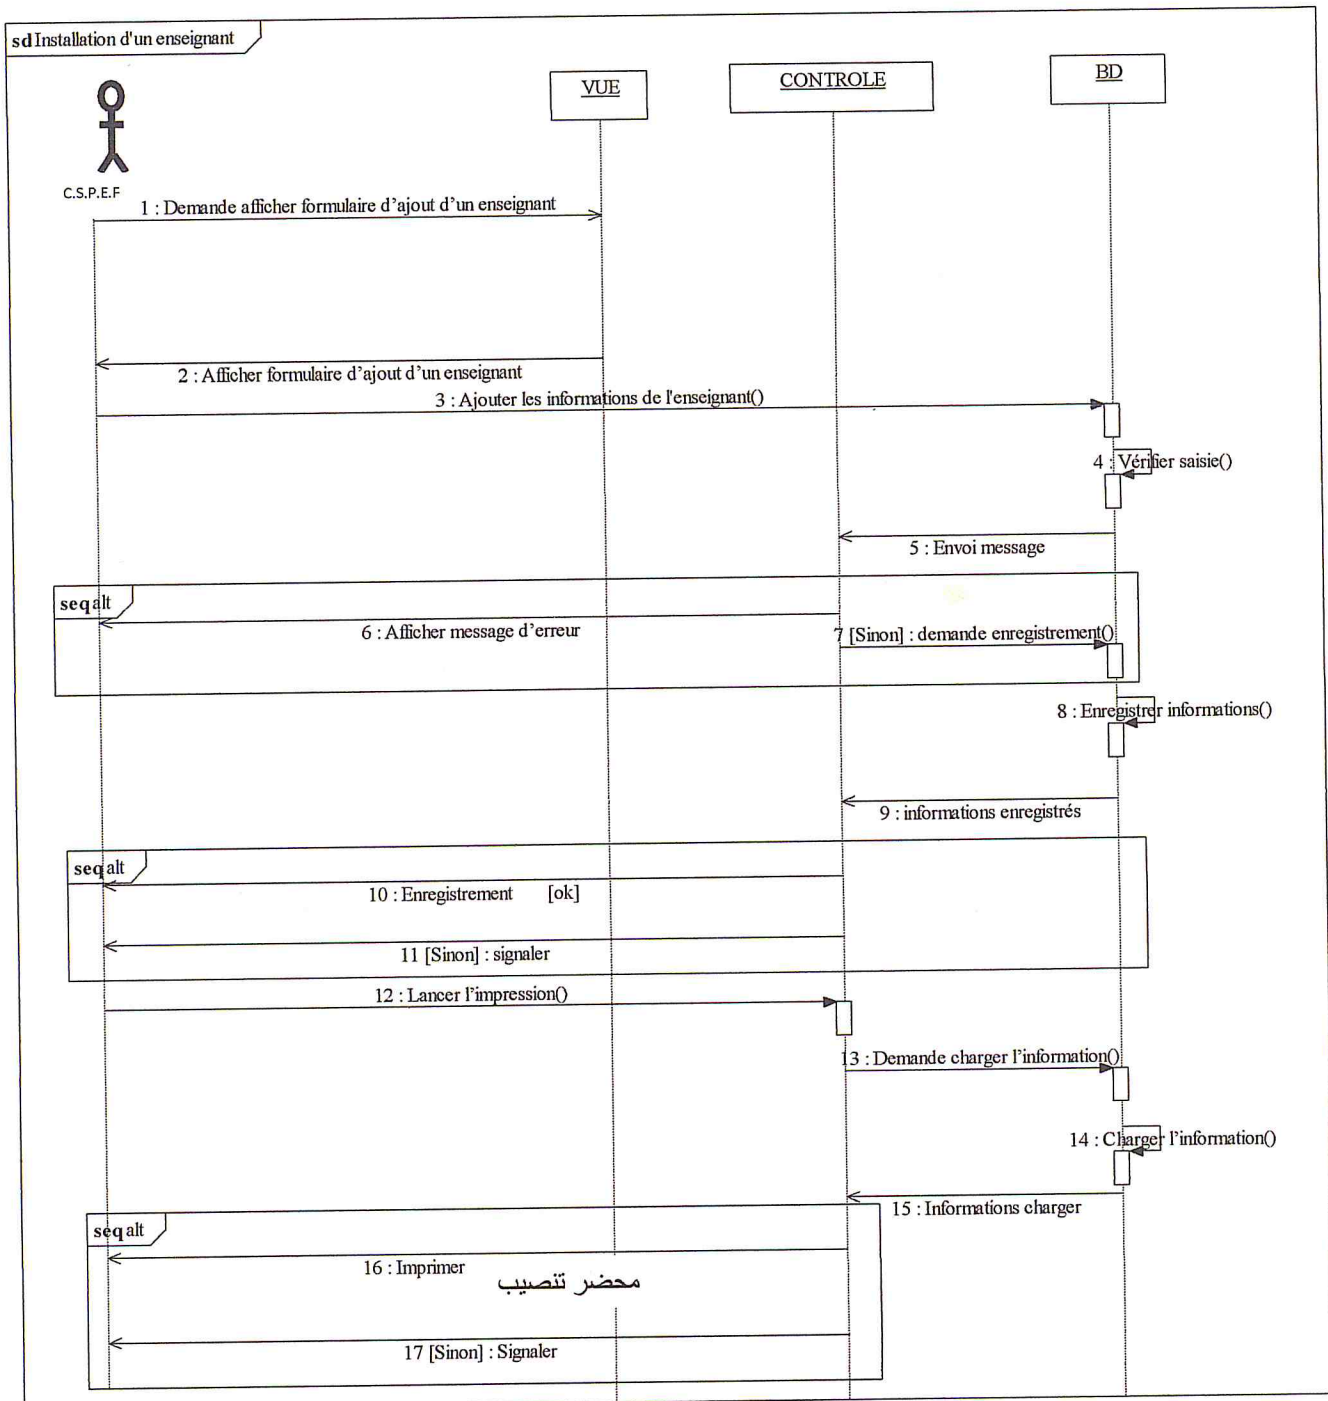 sd Installation d'un enseignant
VUE
CONTROLE
BD
C.S.P.E.F
1 : Demande afficher formulaire d'ajout d'un enseignant
2 : Afficher formulaire d'ajout d'un enseignant
3 : Ajouter les informations de l'enseignant()
4 : Vérifier saisie()
5 : Envoi message
seq alt
6 : Afficher message d'erreur
7 [Sinon] : demande enregistrement()
8 : Enregistrer informations()
9 : informations enregistrés
seq alt
10 : Enregistrement [ok]
11 [Sinon] : signaler
12 : Lancer l'impression()
13 : Demande charger l'information()
14 : Charger l'information()
15 : Informations charger
seq alt
16 : Imprimer
محضر تنصيب
17 [Sinon] : Signaler